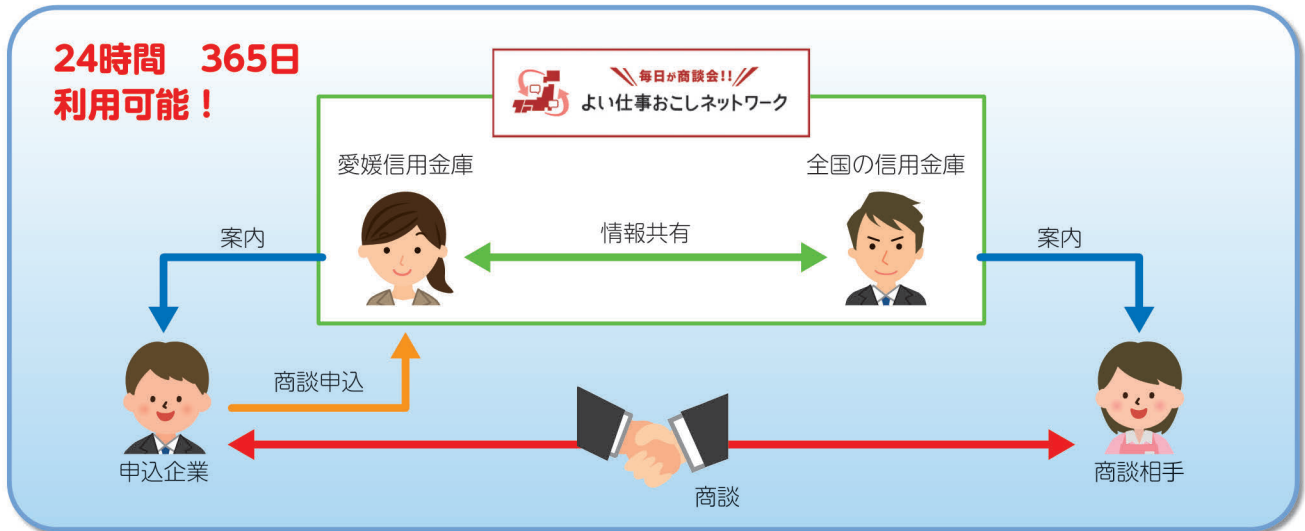 24時間 365日
利用可能！
毎日が商談会!!
よい仕事おこしネットワーク
愛媛信用金庫
全国の信用金庫
案内
情報共有
案内
商談申込
申込企業
商談
商談相手